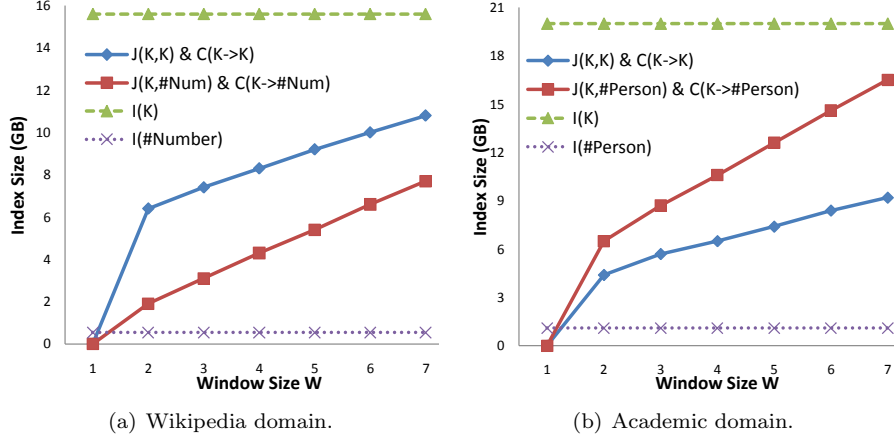 16
14
12
10
8
6
4
2
0
Index Size (GB)
J(K,K) & C(K->K)
J(K,#Num) & C(K->#Num)
I(K)
I(#Number)
1 2 3 4 5 6 7
Window Size W
(a) Wikipedia domain.
21
18
15
12
9
6
3
0
Index Size (GB)
J(K,K) & C(K->K)
J(K,#Person) & C(K->#Person)
I(K)
I(#Person)
1 2 3 4 5 6 7
Window Size W
(b) Academic domain.